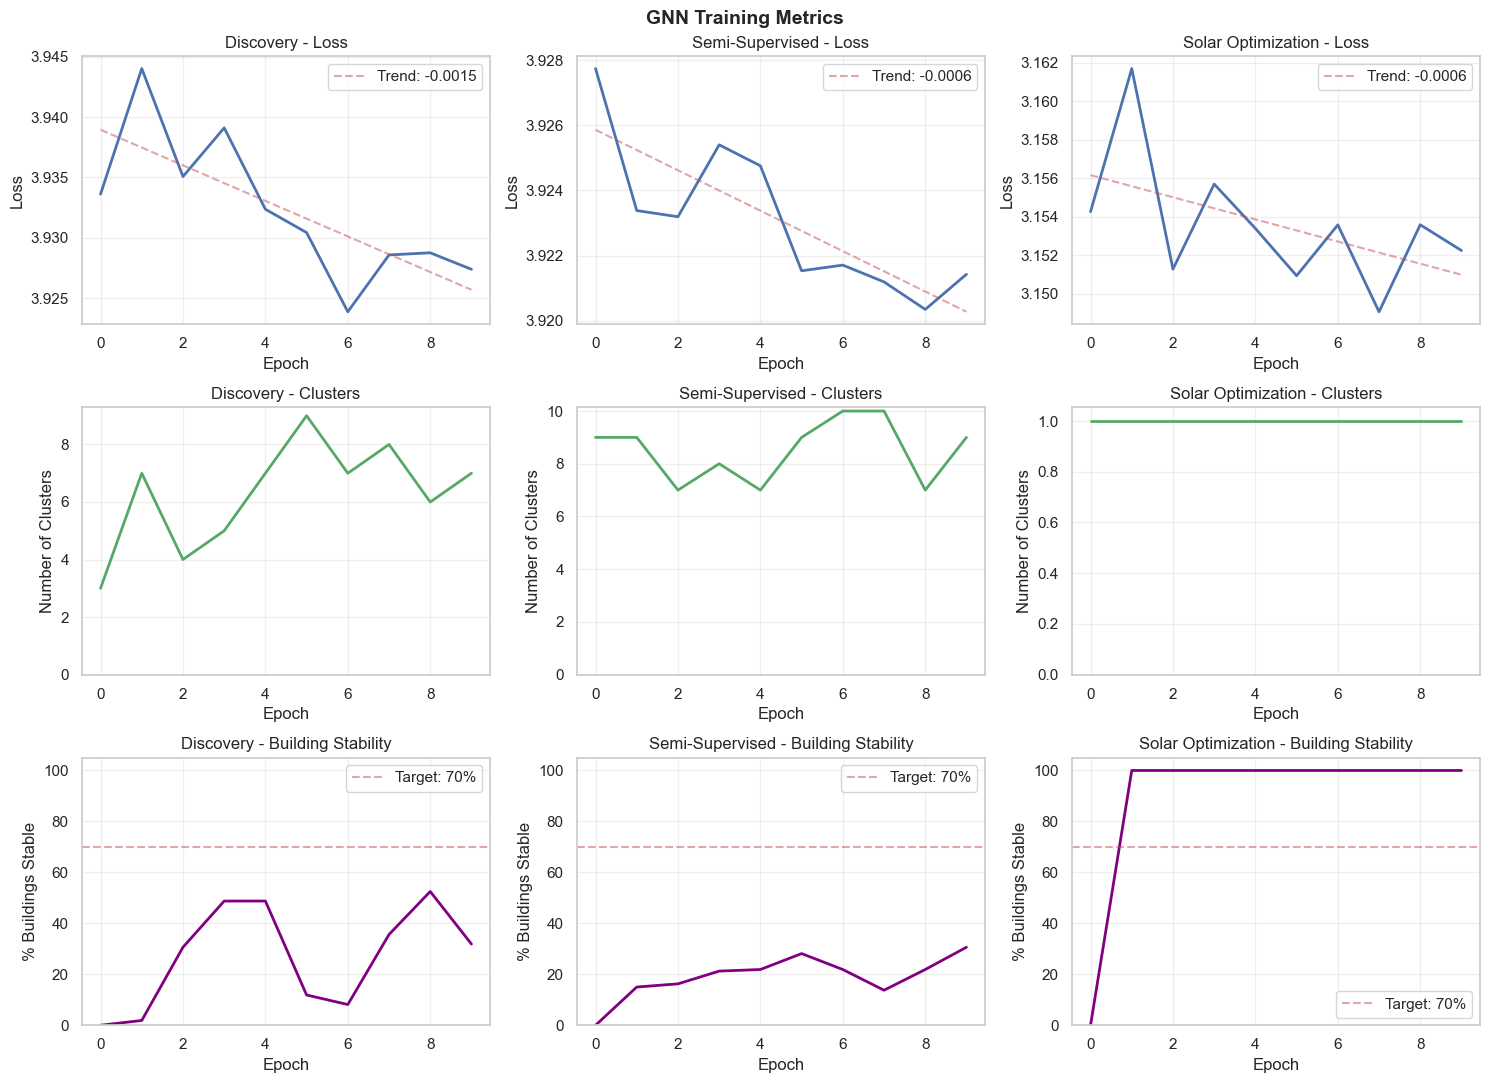 GNN Training Metrics
Discovery - Loss
Trend: -0.0015
3.945
3.940
3.935
3.930
3.925
Loss
0 2 4 6 8
Epoch
Semi-Supervised - Loss
Trend: -0.0006
3.928
3.926
3.924
3.922
3.920
Loss
0 2 4 6 8
Epoch
Solar Optimization - Loss
Trend: -0.0006
3.162
3.160
3.158
3.156
3.154
3.152
3.150
Loss
0 2 4 6 8
Epoch
Discovery - Clusters
8
6
4
2
0
Number of Clusters
0 2 4 6 8
Epoch
Semi-Supervised - Clusters
10
8
6
4
2
0
Number of Clusters
0 2 4 6 8
Epoch
Solar Optimization - Clusters
1.0
0.8
0.6
0.4
0.2
0.0
Number of Clusters
0 2 4 6 8
Epoch
Discovery - Building Stability
Target: 70%
100
80
60
40
20
0
% Buildings Stable
0 2 4 6 8
Epoch
Semi-Supervised - Building Stability
Target: 70%
100
80
60
40
20
0
% Buildings Stable
0 2 4 6 8
Epoch
Solar Optimization - Building Stability
100
80
60
40
20
0
% Buildings Stable
Target: 70%
0 2 4 6 8
Epoch